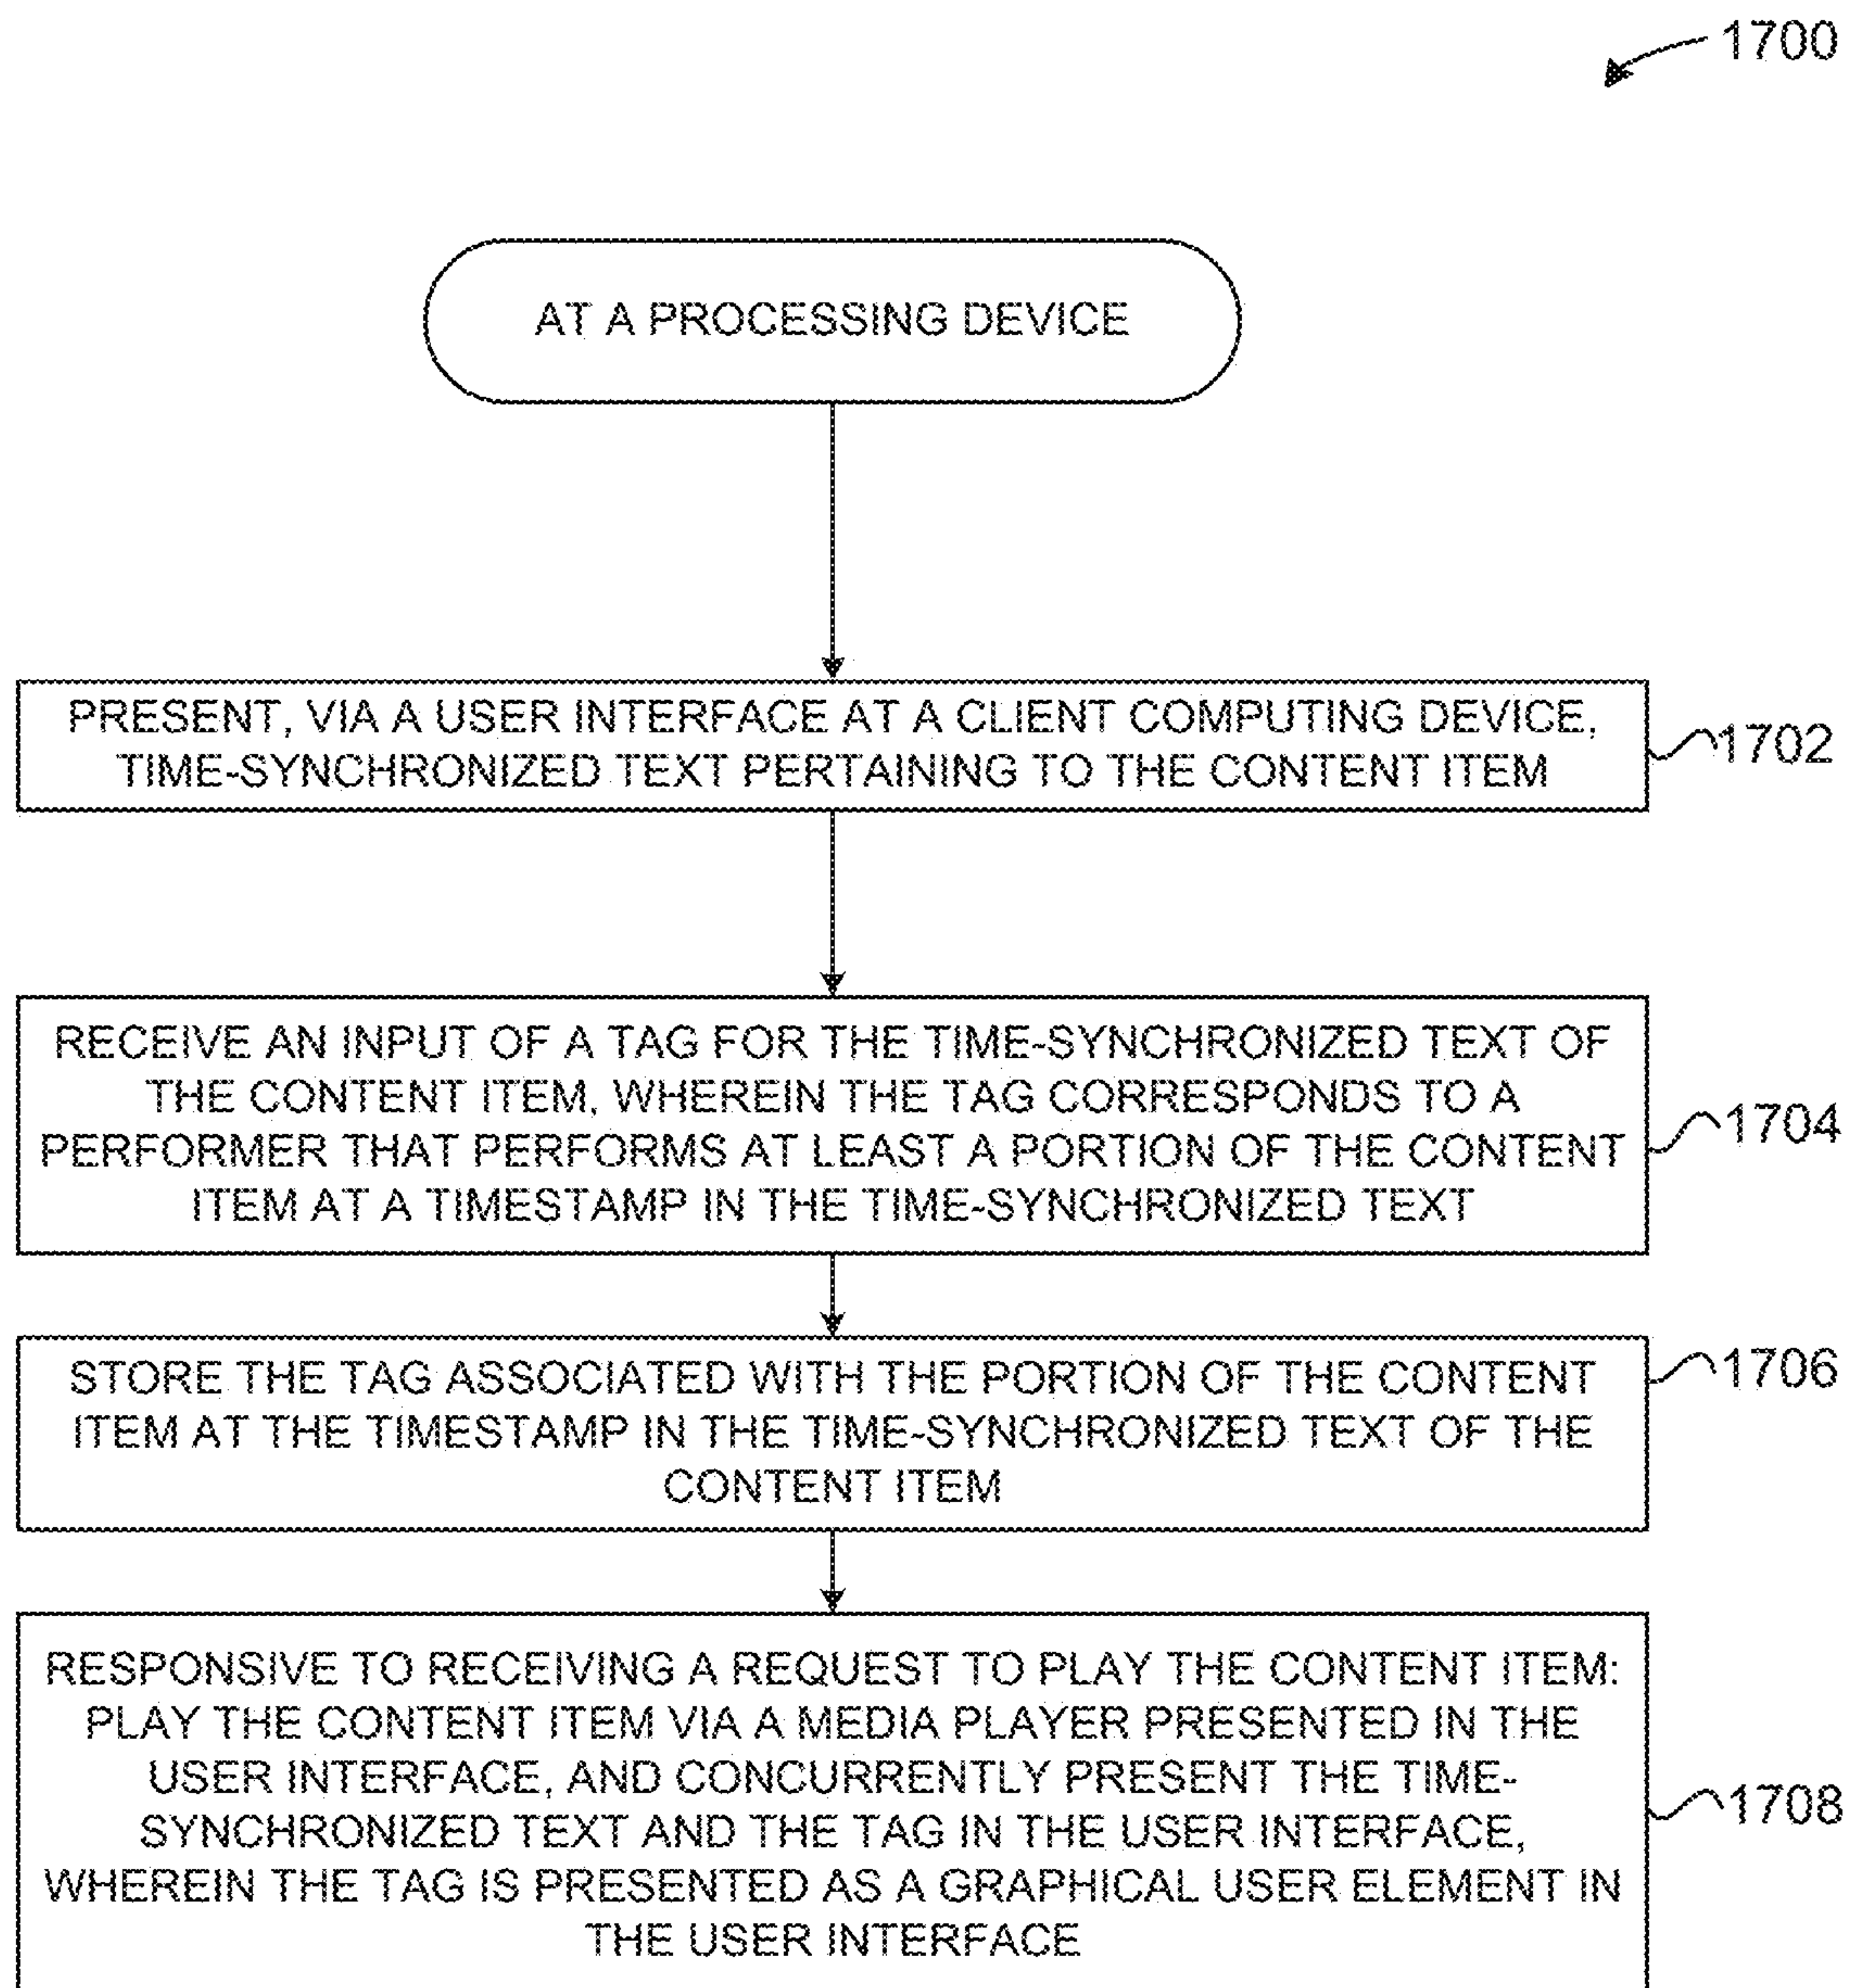 1700
AT A PROCESSING DEVICE
PRESENT, VIA A USER INTERFACE AT A CLIENT COMPUTING DEVICE,
TIME-SYNCHRONIZED TEXT PERTAINING TO THE CONTENT ITEM
1702
RECEIVE AN INPUT OF A TAG FOR THE TIME-SYNCHRONIZED TEXT OF
THE CONTENT ITEM, WHEREIN THE TAG CORRESPONDS TO A
PERFORMER THAT PERFORMS AT LEAST A PORTION OF THE CONTENT
ITEM AT A TIMESTAMP IN THE TIME-SYNCHRONIZED TEXT
1704
STORE THE TAG ASSOCIATED WITH THE PORTION OF THE CONTENT
ITEM AT THE TIMESTAMP IN THE TIME-SYNCHRONIZED TEXT OF THE
CONTENT ITEM
1706
RESPONSIVE TO RECEIVING A REQUEST TO PLAY THE CONTENT ITEM:
PLAY THE CONTENT ITEM VIA A MEDIA PLAYER PRESENTED IN THE
USER INTERFACE, AND CONCURRENTLY PRESENT THE TIME-
SYNCHRONIZED TEXT AND THE TAG IN THE USER INTERFACE,
WHEREIN THE TAG IS PRESENTED AS A GRAPHICAL USER ELEMENT IN
THE USER INTERFACE
1708